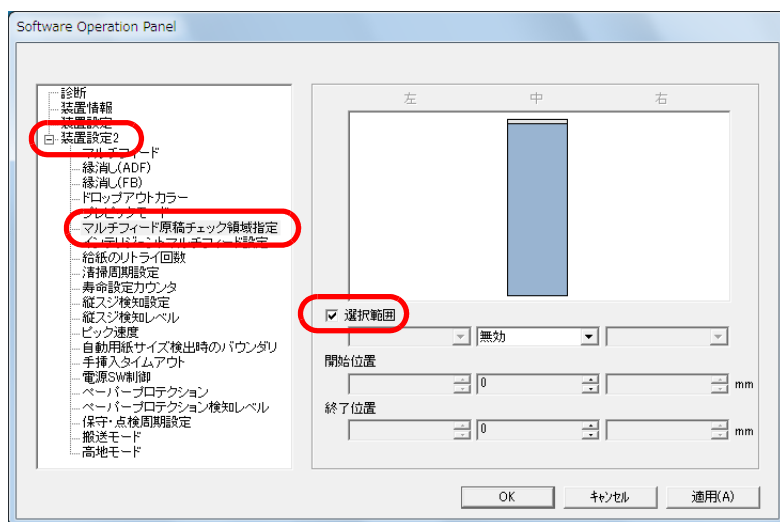 Software Operation Panel
診断
装置情報
装置設定
装置設定2
マルチフィード
縁消し(ADF)
縁消し(FB)
ドロップアウトカラー
プレピックモード
マルチフィード原稿チェック領域指定
インテリジェントマルチフィード設定
給紙のリトライ回数
清掃周期設定
寿命設定カウンタ
縦スジ検知設定
縦スジ検知レベル
ピック速度
自動用紙サイズ検出時のバウンダリ
手挿入タイムアウト
電源SW制御
ペーパープロテクション
ペーパープロテクション検知レベル
保守・点検周期設定
搬送モード
高地モード
左 中 右
選択範囲
無効
開始位置
0 mm
終了位置
0 mm
OK キャンセル 適用(A)